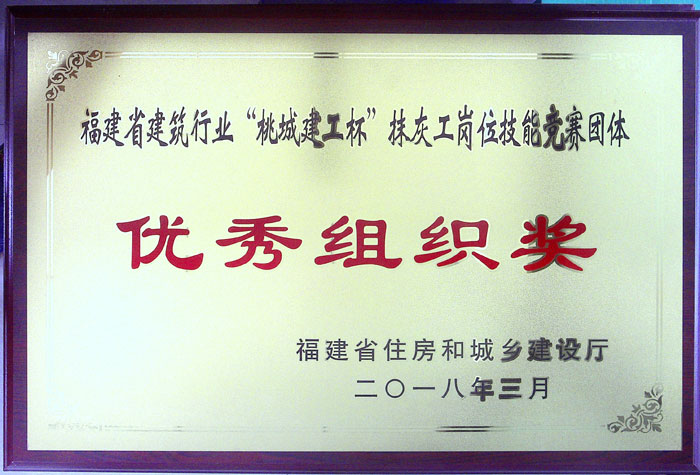 福建省建筑行业“桃城建工杯”抹灰工岗位技能竞赛团体
优秀组织奖
福建省住房和城乡建设厅
二〇一八年三月